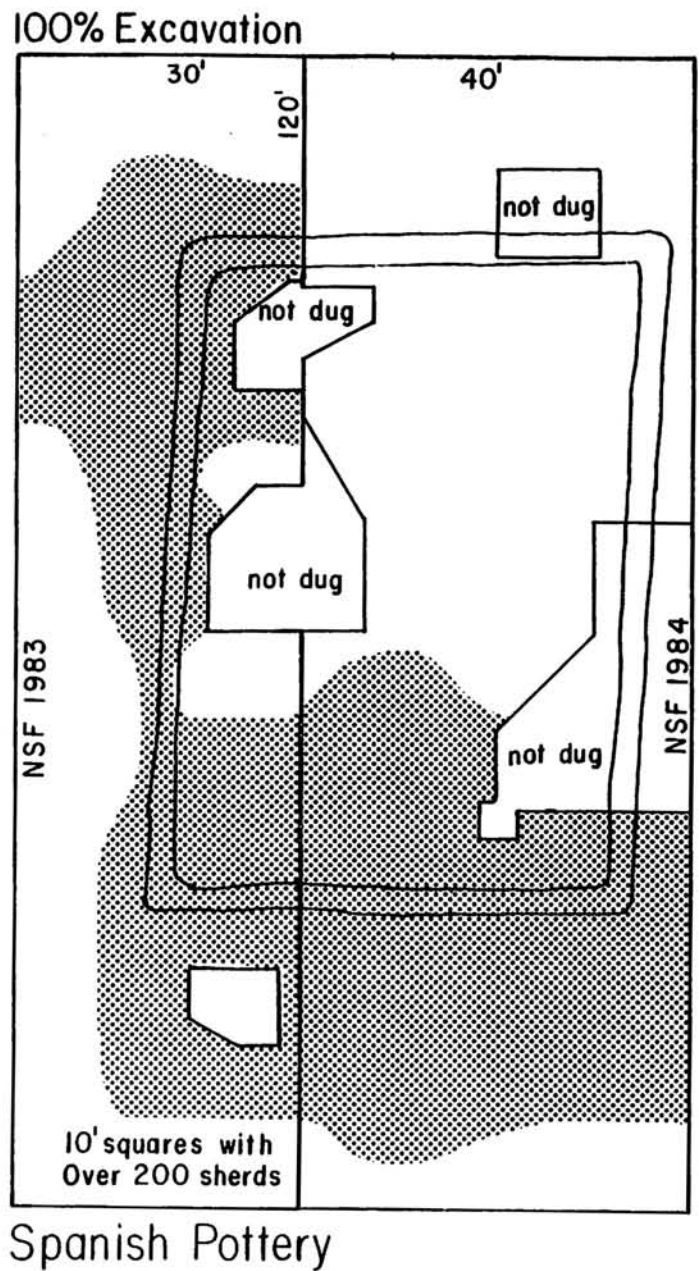 100% Excavation
30'
40'
120'
not dug
not dug
not dug
NSF 1983
NSF 1984
not dug
10' squares with
Over 200 sherds
Spanish Pottery